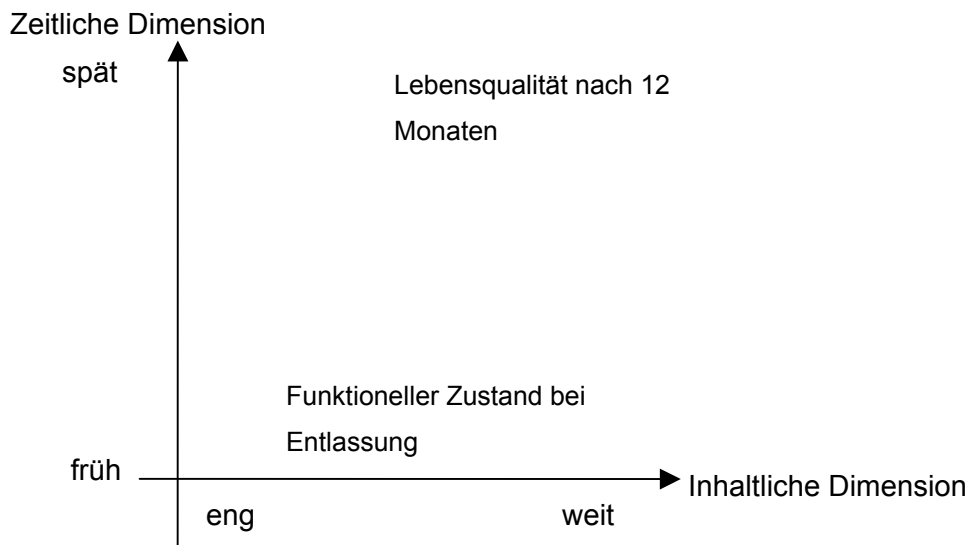 Zeitliche Dimension
spät
Lebensqualität nach 12
Monaten
Funktioneller Zustand bei
Entlassung
früh
Inhaltliche Dimension
eng
weit